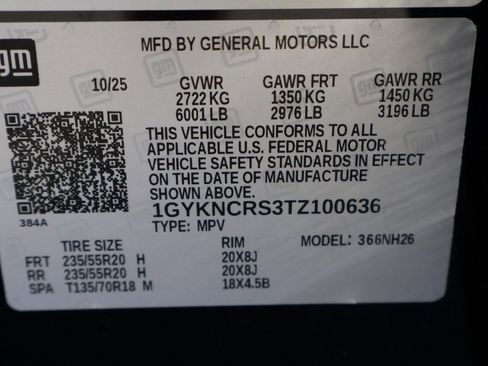 gm
MFD BY GENERAL MOTORS LLC
10/25 GVWR GAWR FRT GAWR RR
2722 KG 1350 KG 1450 KG
6001 LB 2976 LB 3196 LB
THIS VEHICLE CONFORMS TO ALL
APPLICABLE U.S. FEDERAL MOTOR
VEHICLE SAFETY STANDARDS IN EFFECT
ON THE DATE OF MANUFACTURE
SHOWN ABOVE.
384A
1GYKNCRS3TZ100636
TYPE: MPV MODEL: 366NH26
TIRE SIZE RIM
FRT 235/55R20 H 20X8J
RR 235/55R20 H 20X8J
SPA T135/70R18 M 18X4.5B